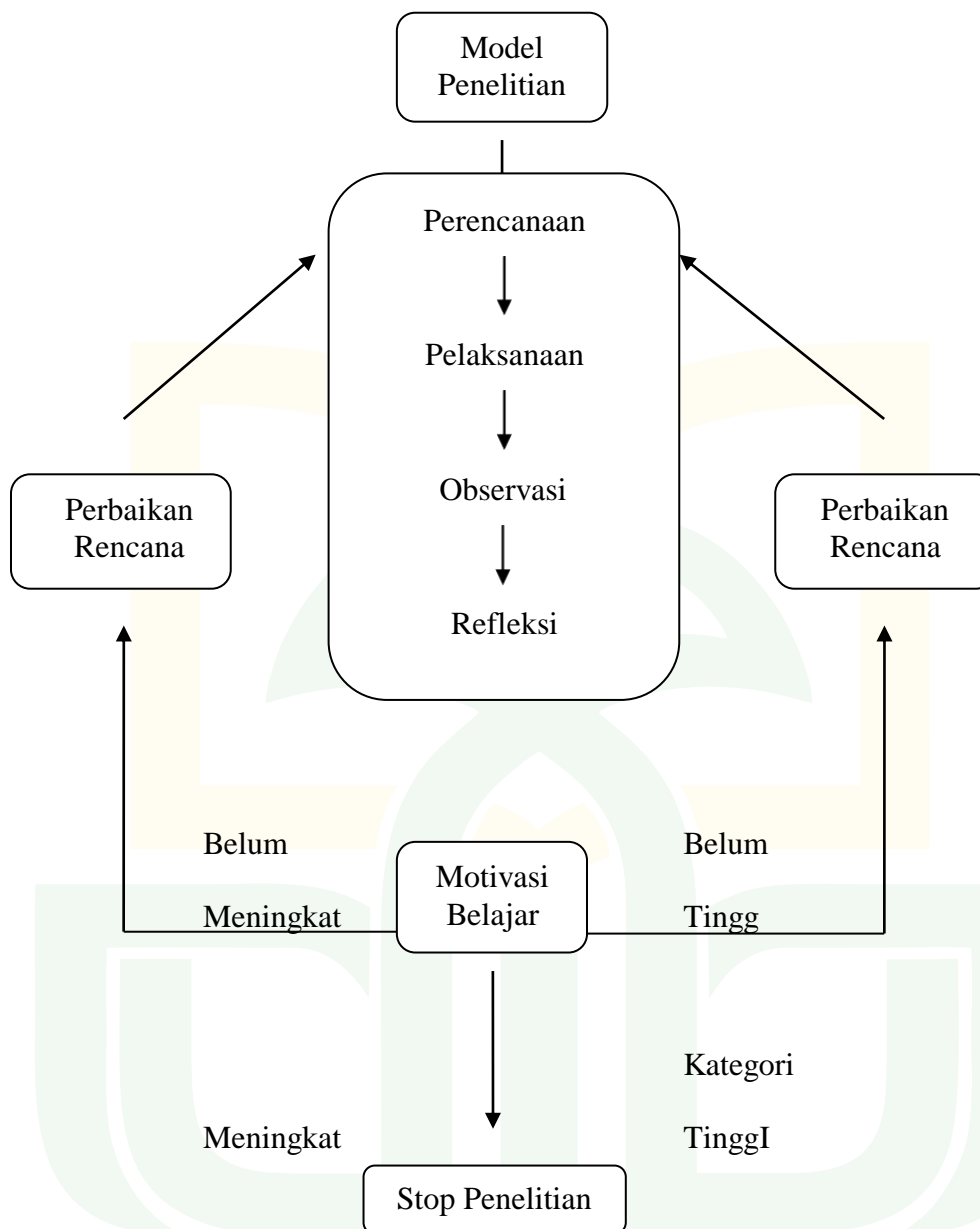 Model
Penelitian
Perencanaan
Pelaksanaan
Observasi
Refleksi
Perbaikan
Rencana
Perbaikan
Rencana
Belum
Meningkat
Motivasi
Belajar
Belum
Tingg
Kategori
Meningkat
TinggI
Stop Penelitian